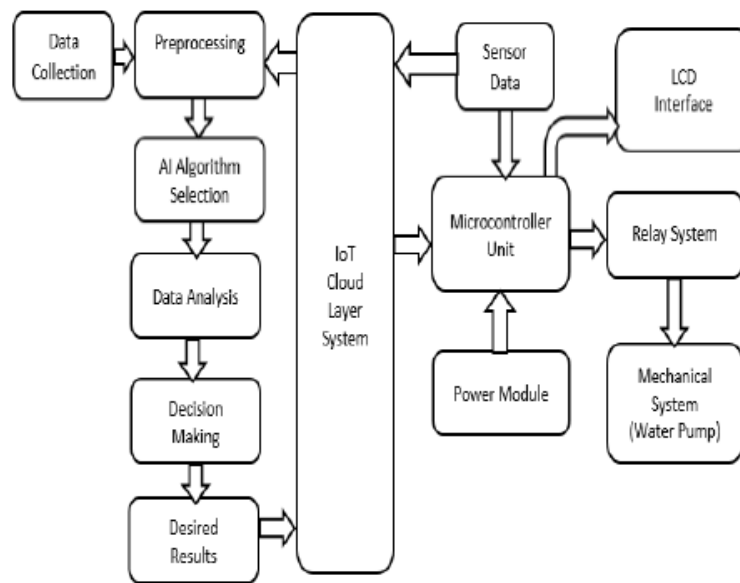 Data
Collection
Preprocessing
AI Algorithm
Selection
Data Analysis
Decision
Making
Desired
Results
IoT
Cloud
Layer
System
Sensor
Data
Microcontroller
Unit
Power Module
LCD
Interface
Relay System
Mechanical
System
(Water Pump)